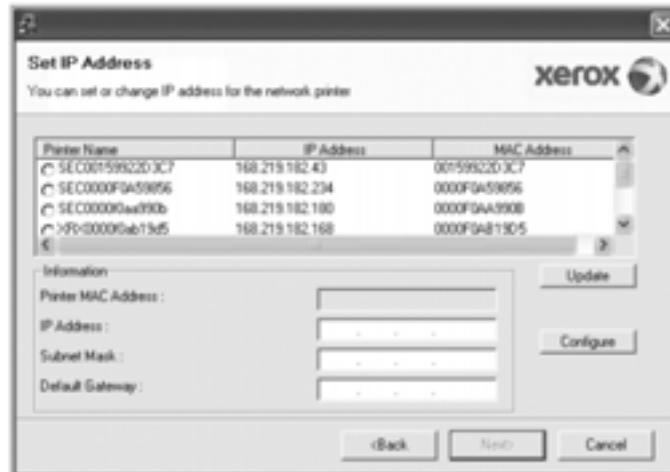 Set IP Address
xerox
You can set or change IP address for the network printer
Printer Name IP Address MAC Address
SEC00159922D3C7 168.219.182.43 00159922D3C7
SEC0000F0A59856 168.219.182.234 0000F0A59856
SEC0000f0aa990b 168.219.182.180 0000F0AA990B
XRX0000f0ab19d5 168.219.182.168 0000F0AB19D5
Information
Update
Printer MAC Address :
IP Address :
Configure
Subnet Mask :
Default Gateway :
<Back Next> Cancel